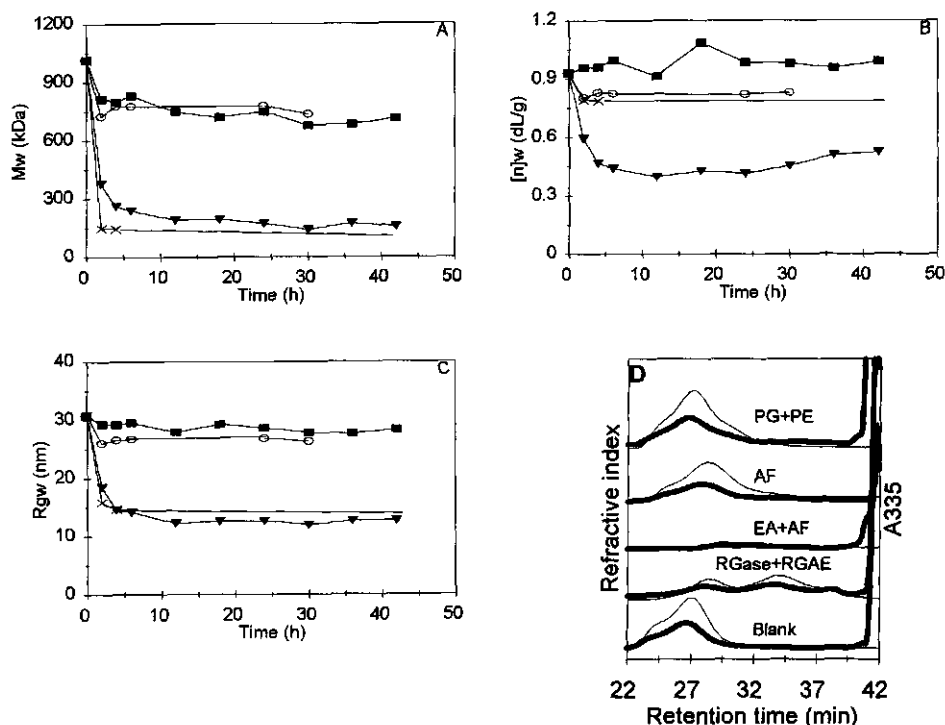 1200
900
600
300
0
Mw (kDa)
0 10 20 30 40 50
Time (h)
A
1.2
0.9
0.6
0.3
0
[n]w (dL/g)
0 10 20 30 40 50
Time (h)
B
40
30
20
10
0
Rgw (nm)
0 10 20 30 40 50
Time (h)
C
D
Refractive index
PG+PE
AF
EA+AF
RGase+RGAE
Blank
A335
22 27 32 37 42
Retention time (min)